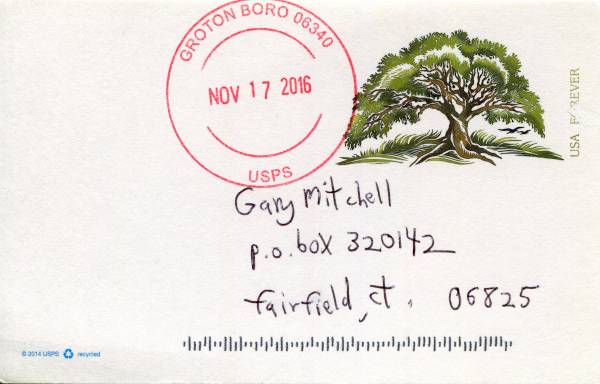 GROTON BORO 06340
NOV 17 2016
USPS
USA FOREVER
Gary Mitchell
p.o. box 320142
fairfield, ct. 06825
© 2014 USPS recycled